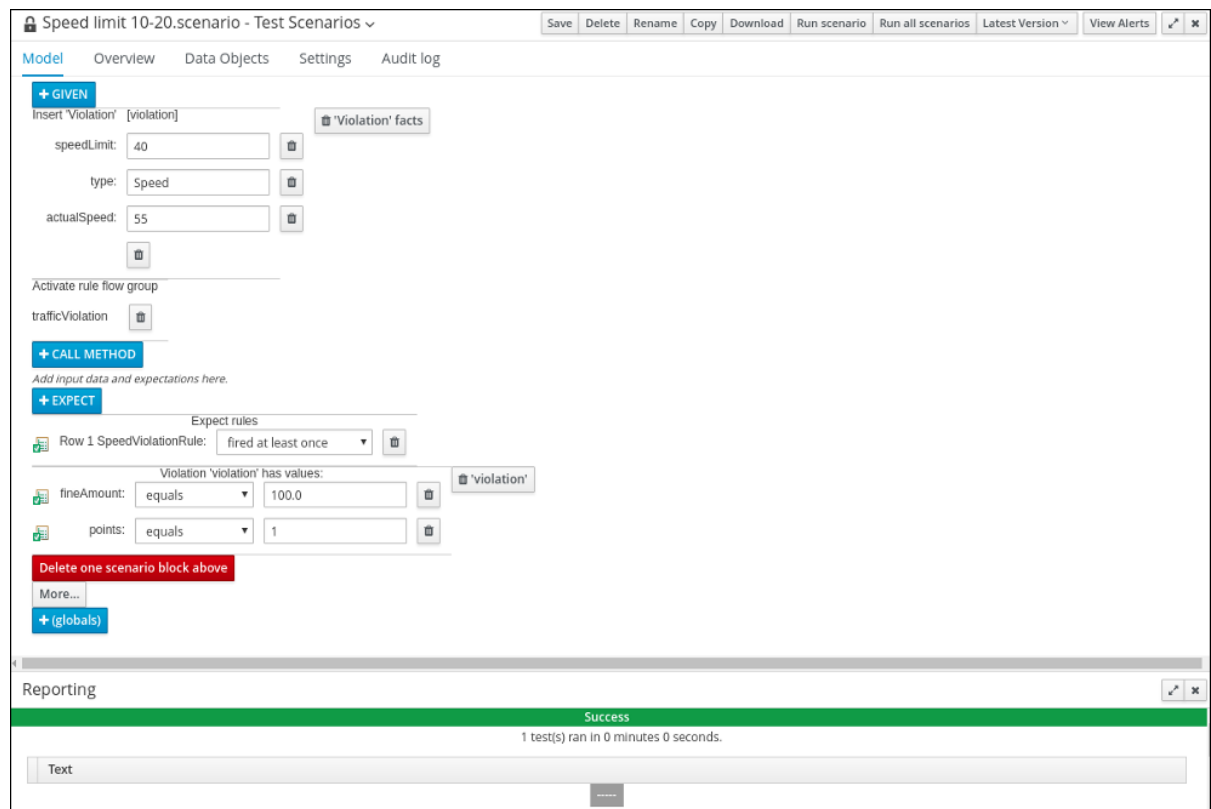 Speed limit 10-20.scenario - Test Scenarios
Save Delete Rename Copy Download Run scenario Run all scenarios Latest Version View Alerts
Model Overview Data Objects Settings Audit log
+ GIVEN
Insert 'Violation' [violation] 'Violation' facts
speedLimit: 40
type: Speed
actualSpeed: 55
Activate rule flow group
trafficViolation
+ CALL METHOD
Add input data and expectations here.
+ EXPECT
Expect rules
Row 1 SpeedViolationRule: fired at least once
Violation 'violation' has values: 'violation'
fineAmount: equals 100.0
points: equals 1
Delete one scenario block above
More...
+ (globals)
Reporting
Success
1 test(s) ran in 0 minutes 0 seconds.
Text
-----